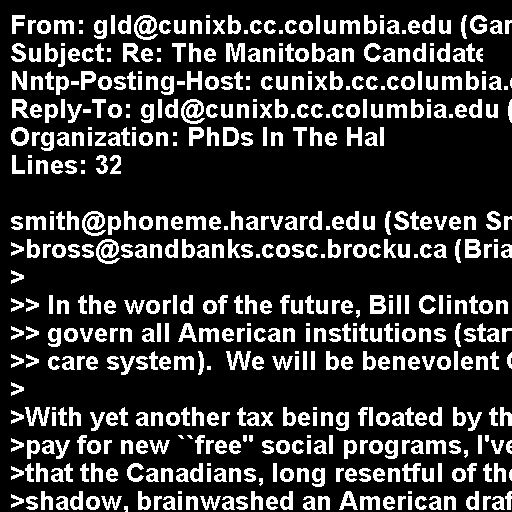 From: gld@cunixb.cc.columbia.edu (Gar
Subject: Re: The Manitoban Candidate
Nntp-Posting-Host: cunixb.cc.columbia.
Reply-To: gld@cunixb.cc.columbia.edu (
Organization: PhDs In The Hal
Lines: 32

smith@phoneme.harvard.edu (Steven Sm
>bross@sandbanks.cosc.brocku.ca (Bria
>
>> In the world of the future, Bill Clinton
>> govern all American institutions (star
>> care system).  We will be benevolent
>
>With yet another tax being floated by th
>pay for new ``free'' social programs, I've
>that the Canadians, long resentful of the
>shadow, brainwashed an American draf